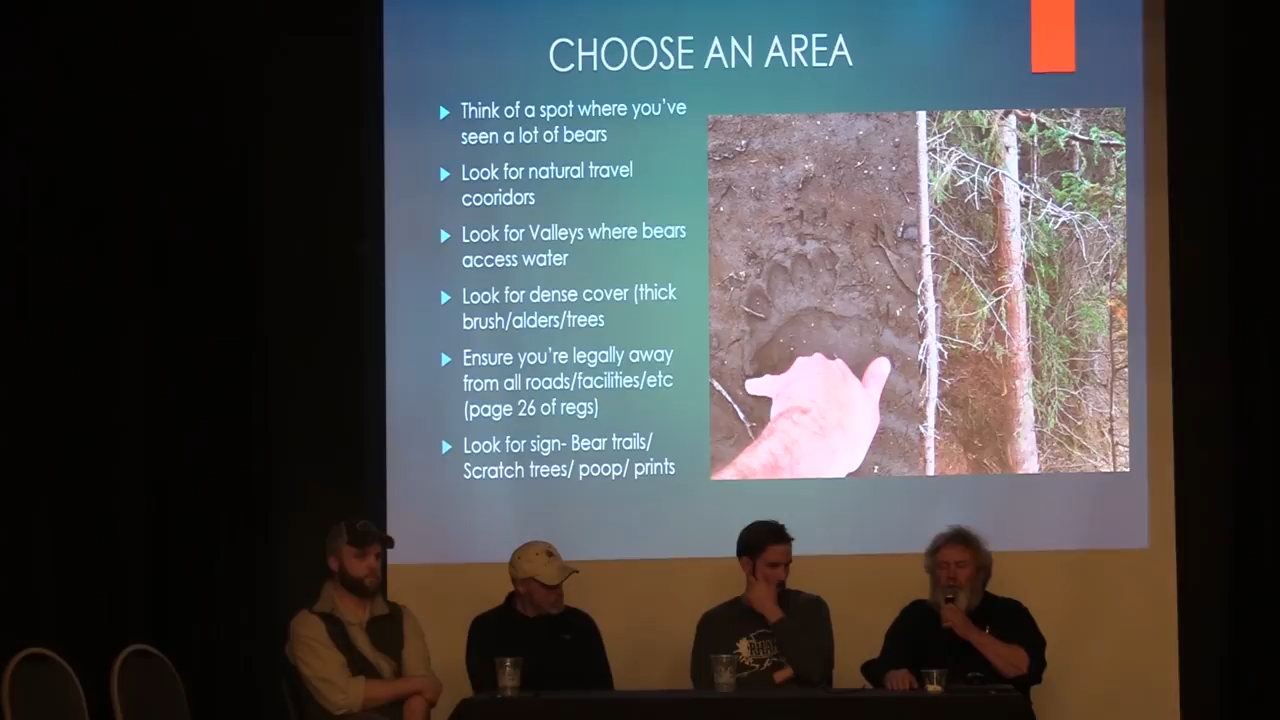 CHOOSE AN AREA
Think of a spot where you've
seen a lot of bears
Look for natural travel
cooridors
Look for Valleys where bears
access water
Look for dense cover (thick
brush/alders/trees
Ensure you're legally away
from all roads/facilities/etc
(page 26 of regs)
Look for sign- Bear trails/
Scratch trees/ poop/ prints